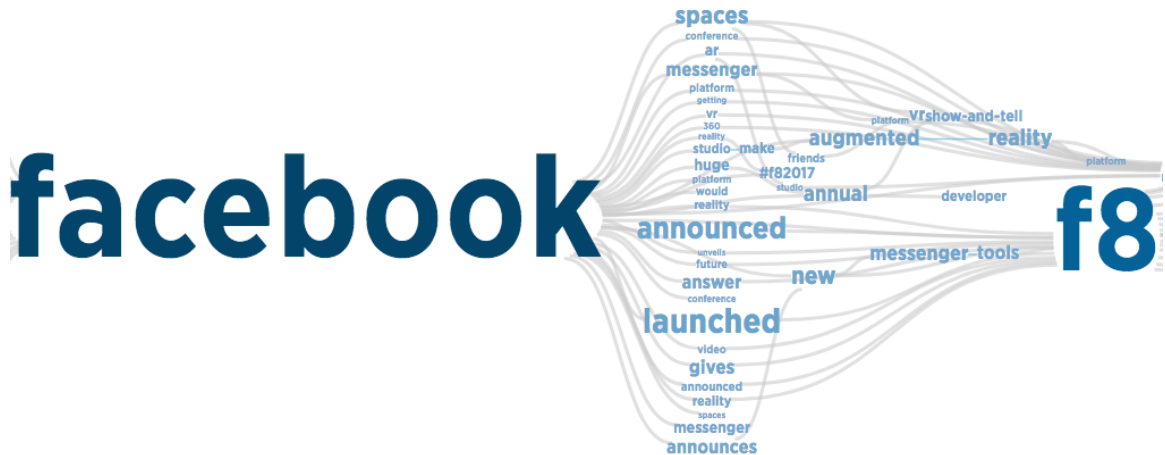 facebook
spaces
conference
ar
messenger
platform
getting
vr
360
reality
studio
huge
platform
would
reality
announced
unveils
future
answer
conference
launched
video
gives
announced
reality
spaces
messenger
announces
make
friends
#f82017
studio
new
platform
augmented
annual
vr
show-and-tell
reality
developer
messenger
tools
platform
f8